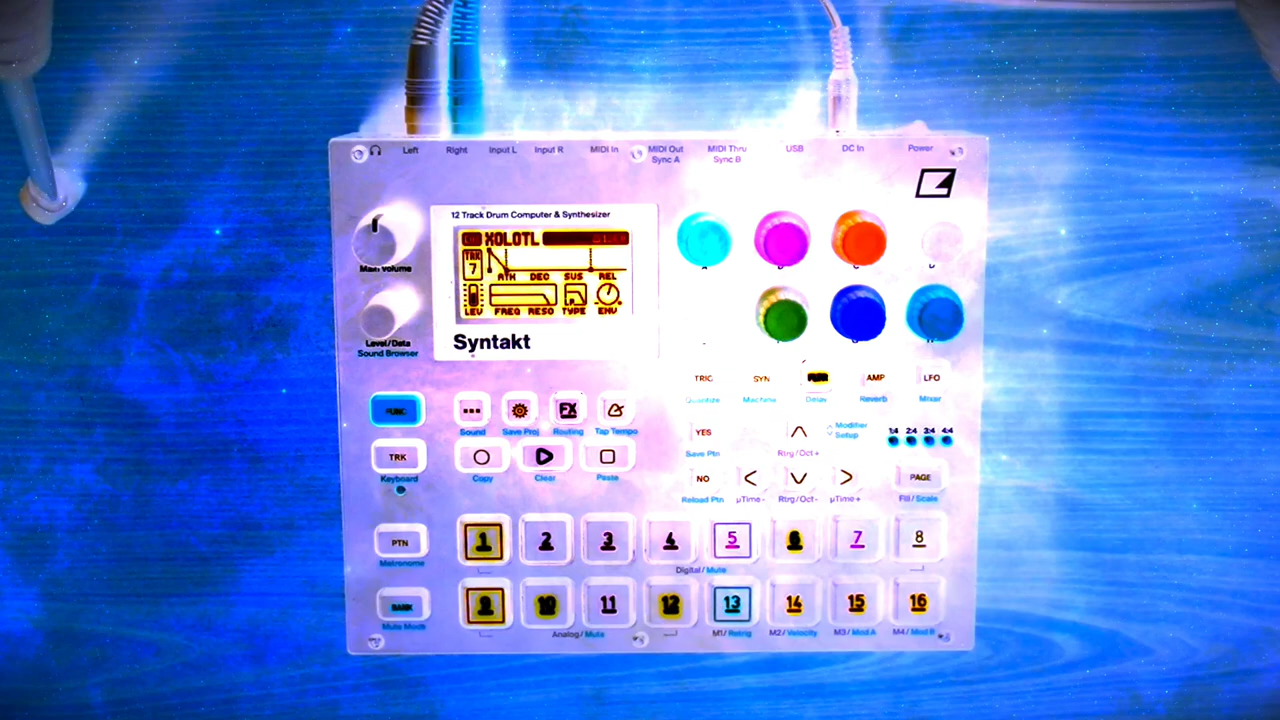 Left Right Input L Input R MIDI In MIDI Out MIDI Thru USB DC In Power
Sync A Sync B
12 Track Drum Computer & Synthesizer
XOLOTL
TRK
7
ATK DEC SUS REL
LEV FREQ RESO TYPE ENV
Syntakt
Main Volume
Level/Data
Sound Browser
TRIG SYN FLTR AMP LFO
Quantize Machine Delay Reverb Mixer
FUNC FX
Sound Save Proj Routing Tap Tempo
YES Modifier
Setup
1:4 2:4 3:4 4:4
Save Ptn Rtrg/Oct+
TRK
Keyboard Copy Clear Paste
NO PAGE
Reload Ptn µTime- Rtrg/Oct- µTime+ Fill/Scale
PTN 1 2 3 4 5 6 7 8
Metronome
Digital/Mute
BANK 9 10 11 12 13 14 15 16
Mute Mode
Analog/Mute M1/Retrig M2/Velocity M3/Mod A M4/Mod B